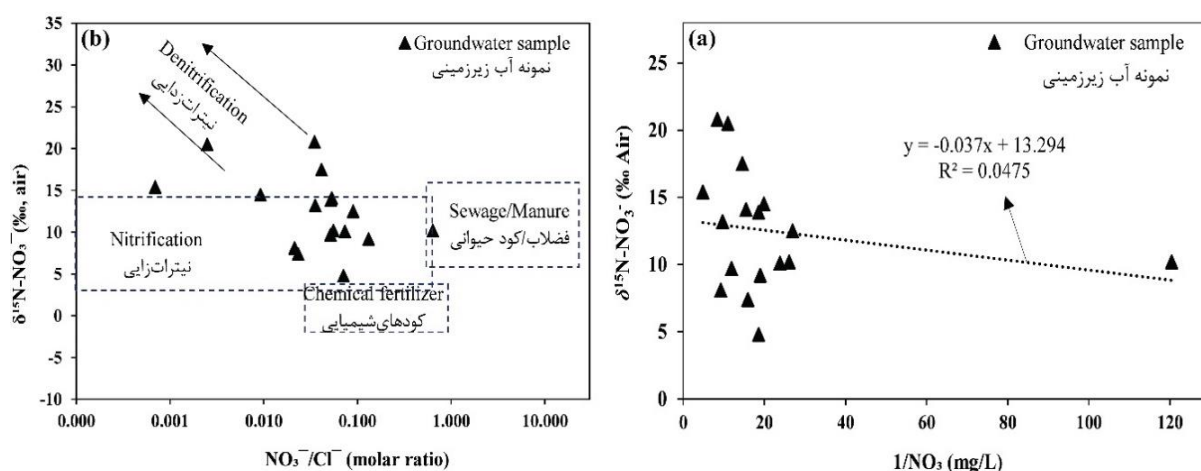 (b)
▲ Groundwater sample
نمونه آب زیرزمینی
Denitrification
نیترات‌زدایی
Nitrification
نیترات‌زایی
Sewage/Manure
فضلاب/کود حیوانی
Chemical fertilizer
کودهای شیمیایی
35
30
25
20
15
10
5
0
-5
-10
0.000
0.001
0.010
0.100
1.000
10.000
δ¹⁵N-NO₃¯ (‰, air)
NO₃¯/Cl¯ (molar ratio)
(a)
▲ Groundwater sample
نمونه آب زیرزمینی
y = -0.037x + 13.294
R² = 0.0475
25
20
15
10
5
0
0
20
40
60
80
100
120
δ¹⁵N-NO₃⁻ (‰ Air)
1/NO₃ (mg/L)